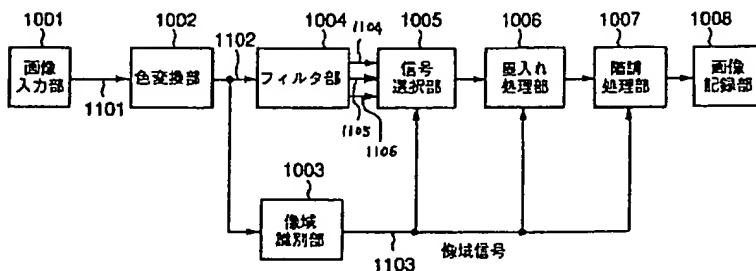 1001
1002
1004
1104
1005
1006
1007
1008
画像
入力部
1101
色変換部
1102
フィルタ部
1105
1106
信号
選択部
墨入れ
処理部
階調
処理部
画像
記録部
1003
像域
識別部
1103
像域信号